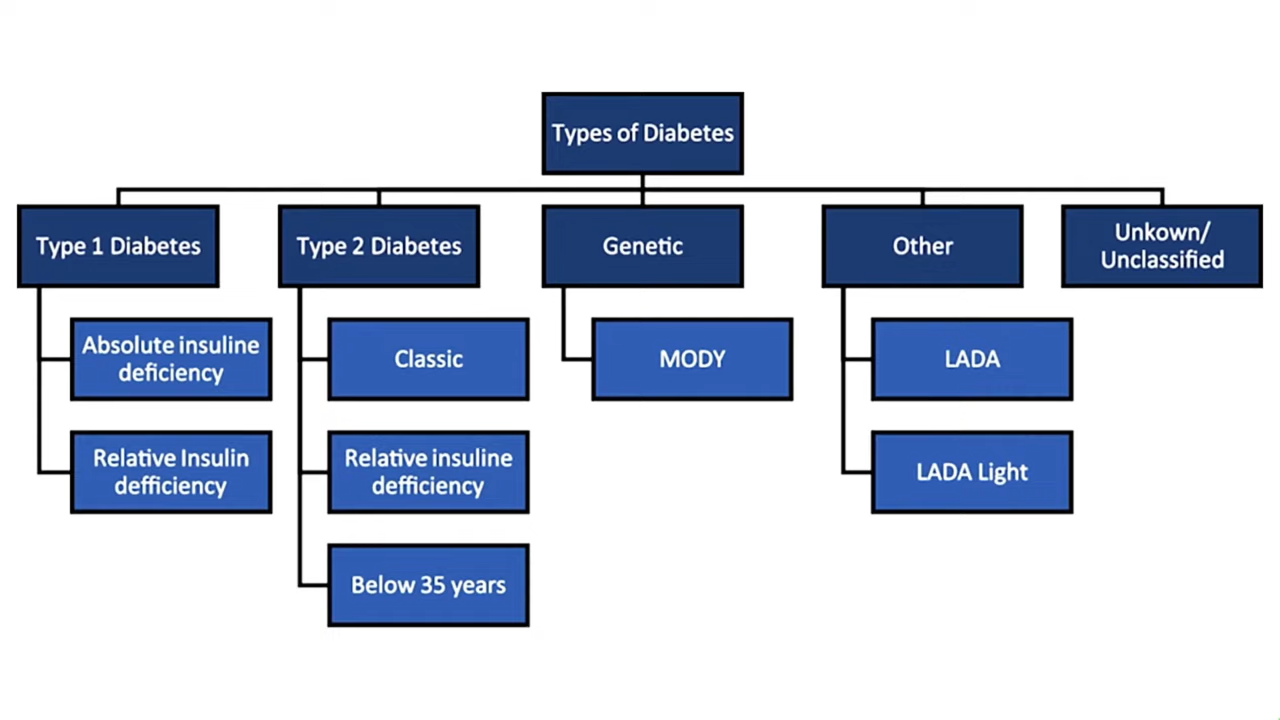 Types of Diabetes
Type 1 Diabetes
Type 2 Diabetes
Genetic
Other
Unkown/
Unclassified
Absolute insuline
deficiency
Classic
MODY
LADA
Relative Insulin
defficiency
Relative insuline
defficiency
LADA Light
Below 35 years